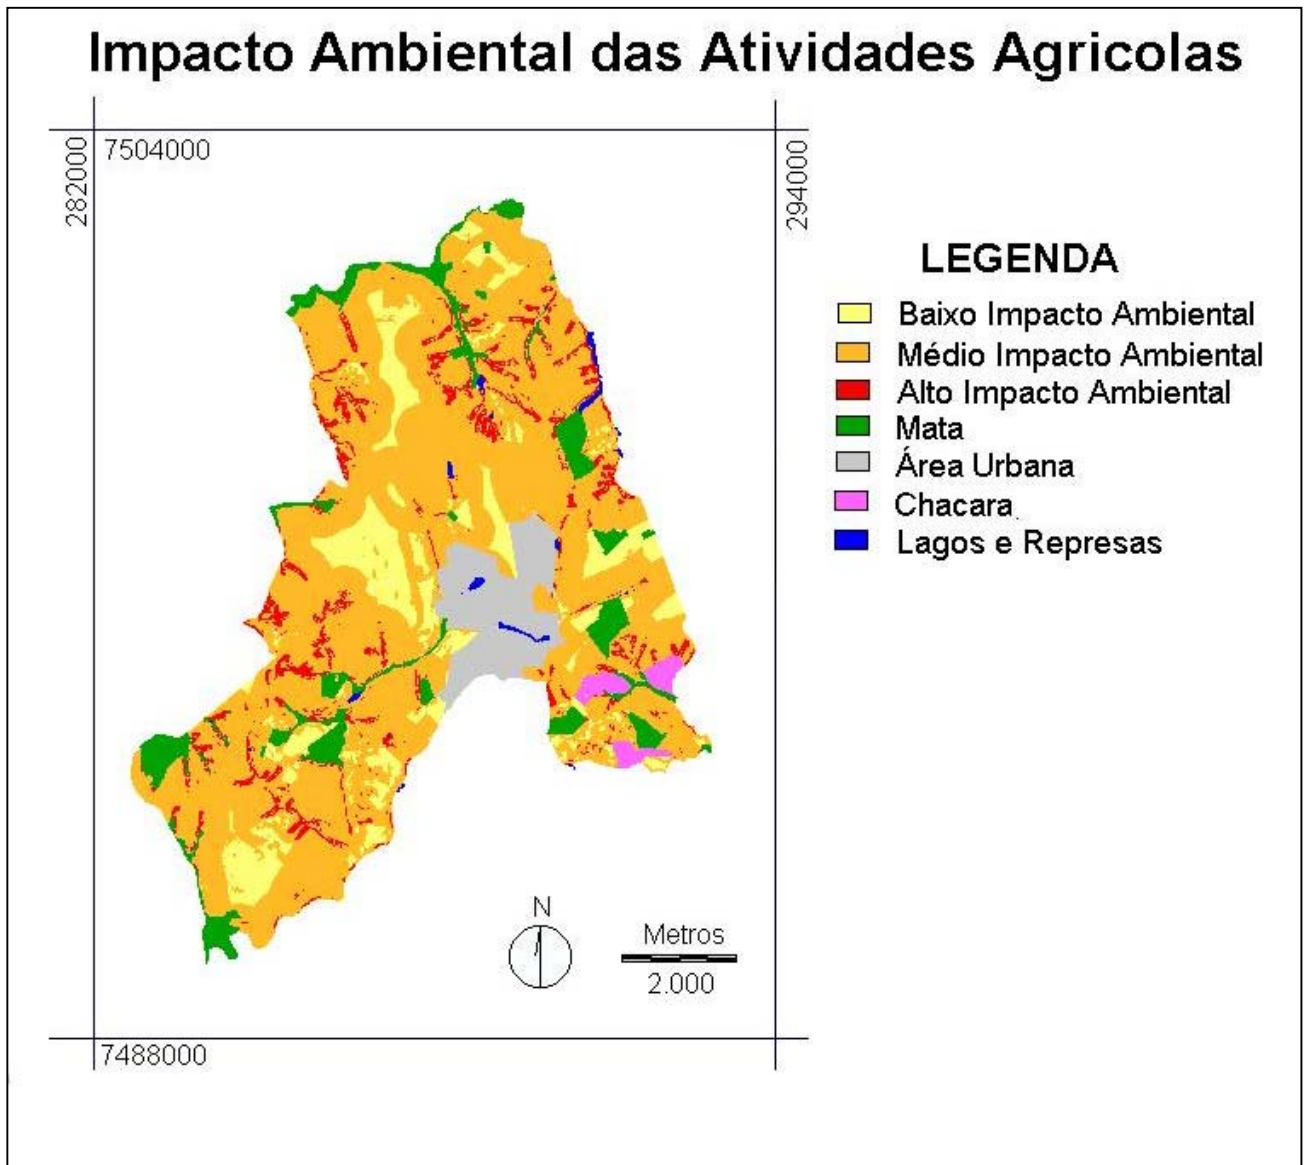 Impacto Ambiental das Atividades Agricolas
282000
7504000
294000
LEGENDA
Baixo Impacto Ambiental
Médio Impacto Ambiental
Alto Impacto Ambiental
Mata
Área Urbana
Chacara
Lagos e Represas
N
Metros
2.000
7488000